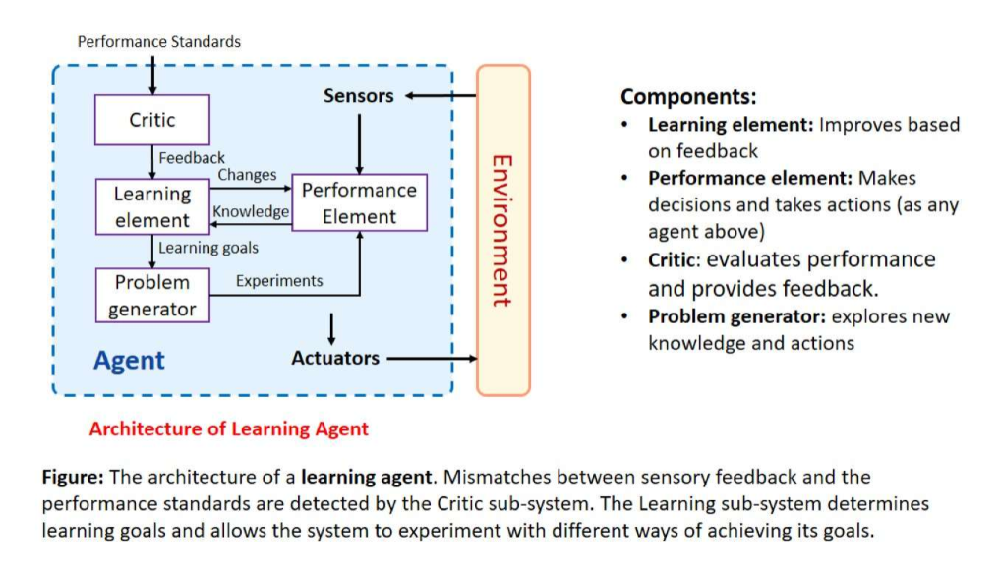 Performance Standards
Critic
Feedback
Learning
element
Changes
Knowledge
Performance
Element
Sensors
Learning goals
Problem
generator
Experiments
Agent
Actuators
Environment
Architecture of Learning Agent
Components:
• Learning element: Improves based
on feedback
• Performance element: Makes
decisions and takes actions (as any
agent above)
• Critic: evaluates performance
and provides feedback.
• Problem generator: explores new
knowledge and actions
Figure: The architecture of a learning agent. Mismatches between sensory feedback and the
performance standards are detected by the Critic sub-system. The Learning sub-system determines
learning goals and allows the system to experiment with different ways of achieving its goals.